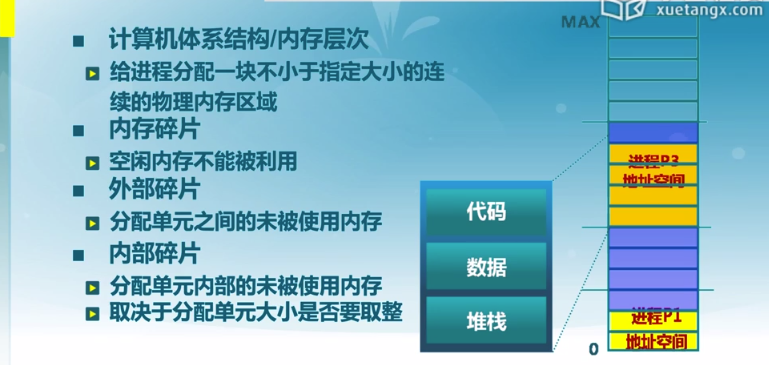 计算机体系结构/内存层次
给进程分配一块不小于指定大小的连
续的物理内存区域
内存碎片
空闲内存不能被利用
外部碎片
分配单元之间的未被使用内存
内部碎片
分配单元内部的未被使用内存
取决于分配单元大小是否要取整
代码
数据
堆栈
MAX
xuetangx.com
进程P3
地址空间
进程P1
地址空间
0